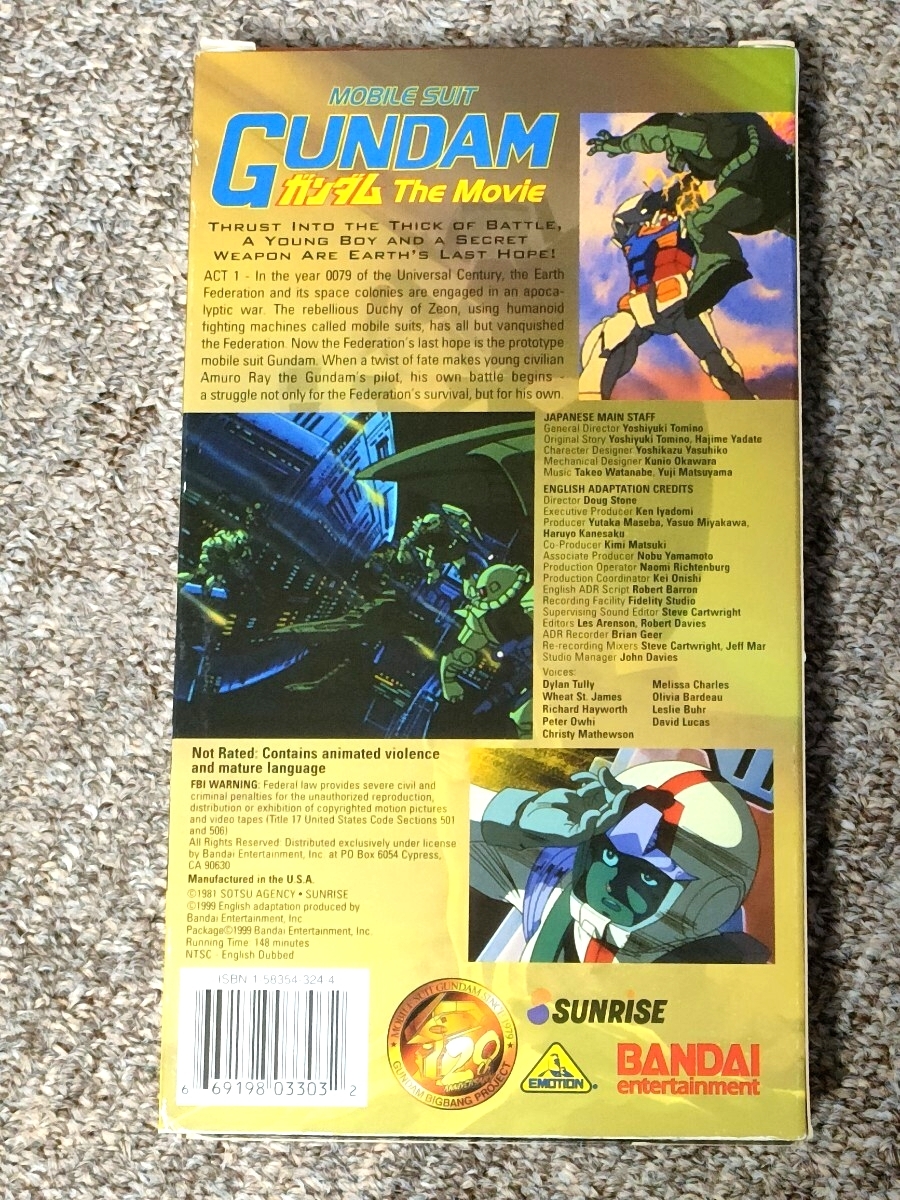 MOBILE SUIT
GUNDAM
ガンダム The Movie
THRUST INTO THE THICK OF BATTLE,
A YOUNG BOY AND A SECRET
WEAPON ARE EARTH'S LAST HOPE!
ACT 1 - In the year 0079 of the Universal Century, the Earth
Federation and its space colonies are engaged in an apoca-
lyptic war. The rebellious Duchy of Zeon, using humanoid
fighting machines called mobile suits, has all but vanquished
the Federation. Now the Federation's last hope is the prototype
mobile suit Gundam. When a twist of fate makes young civilian
Amuro Ray the Gundam's pilot, his own battle begins -
a struggle not only for the Federation's survival, but for his own.
JAPANESE MAIN STAFF
General Director Yoshiyuki Tomino
Original Story Yoshiyuki Tomino, Hajime Yadate
Character Designer Yoshikazu Yasuhiko
Mechanical Designer Kunio Okawara
Music Takeo Watanabe, Yuji Matsuyama
ENGLISH ADAPTATION CREDITS
Director Doug Stone
Executive Producer Ken Iyadomi
Producer Yutaka Maseba, Yasuo Miyakawa,
Haruyo Kanesaku
Co-Producer Kimi Matsuki
Associate Producer Nobu Yamamoto
Production Operator Naomi Richtenburg
Production Coordinator Kei Onishi
English ADR Script Robert Barron
Recording Facility Fidelity Studio
Supervising Sound Editor Steve Cartwright
Editors Les Arenson, Robert Davies
ADR Recorder Brian Geer
Re-recording Mixers Steve Cartwright, Jeff Mar
Studio Manager John Davies
Voices:
Dylan Tully Melissa Charles
Wheat St. James Olivia Bardeau
Richard Hayworth Leslie Buhr
Peter Owhi David Lucas
Christy Mathewson
Not Rated: Contains animated violence
and mature language
FBI WARNING: Federal law provides severe civil and
criminal penalties for the unauthorized reproduction,
distribution or exhibition of copyrighted motion pictures
and video tapes (Title 17 United States Code Sections 501
and 506)
All Rights Reserved. Distributed exclusively under license
by Bandai Entertainment, Inc. at PO Box 6054 Cypress,
CA 90630
Manufactured in the U.S.A.
©1981 SOTSU AGENCY • SUNRISE
©1999 English adaptation produced by
Bandai Entertainment, Inc
Package©1999 Bandai Entertainment, Inc.
Running Time 148 minutes
NTSC English Dubbed
ISBN 1-58354-324-4
6 69198 03303 2
MOBILE SUIT GUNDAM SINCE 1979
120th
ANNIVERSARY
GUNDAM BIGBANG PROJECT
SUNRISE
EMOTION
BANDAI
entertainment